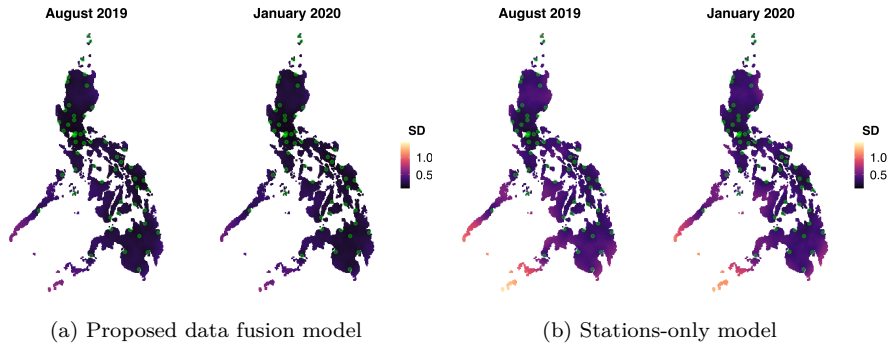 August 2019
January 2020
SD
1.0
0.5
August 2019
January 2020
SD
1.0
0.5
(a) Proposed data fusion model
(b) Stations-only model